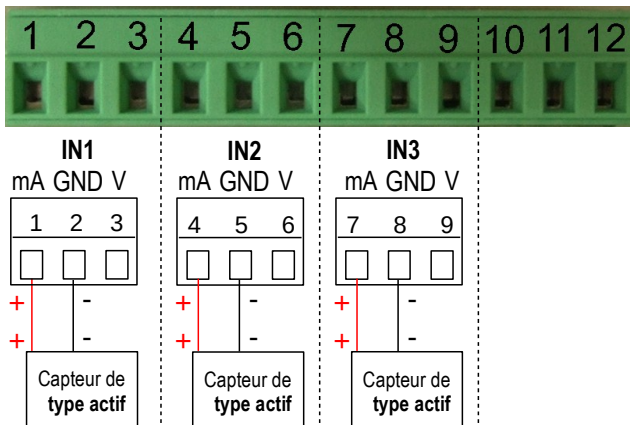 1 2 3 4 5 6 7 8 9 10 11 12
IN1 IN2 IN3
mA GND V mA GND V mA GND V
1 2 3 4 5 6 7 8 9
+ - + - + -
+ - + - + -
Capteur de Capteur de Capteur de
type actif type actif type actif